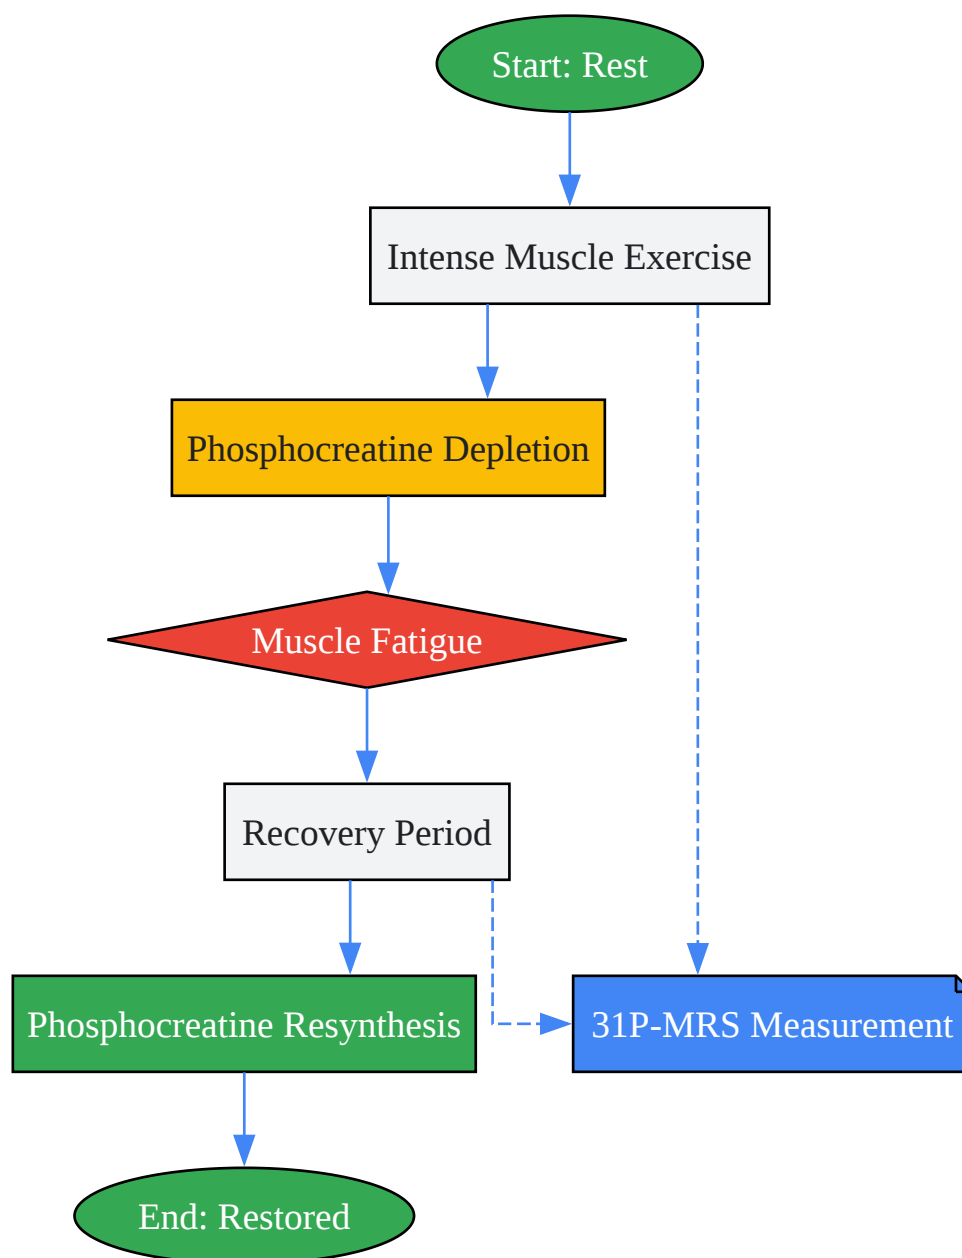 Start: Rest
Intense Muscle Exercise
Phosphocreatine Depletion
Muscle Fatigue
Recovery Period
Phosphocreatine Resynthesis
31P-MRS Measurement
End: Restored